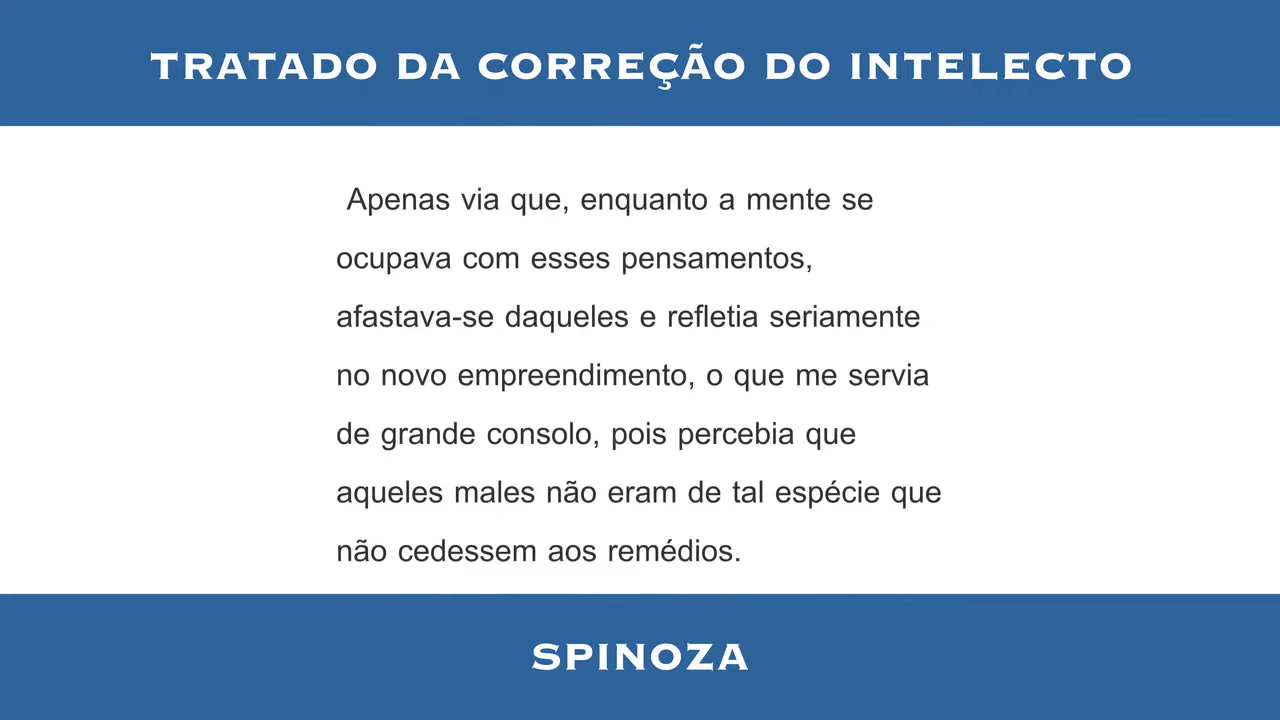 TRATADO DA CORREÇÃO DO INTELECTO
Apenas via que, enquanto a mente se
ocupava com esses pensamentos,
afastava-se daqueles e refletia seriamente
no novo empreendimento, o que me servia
de grande consolo, pois percebia que
aqueles males não eram de tal espécie que
não cedessem aos remédios.
SPINOZA